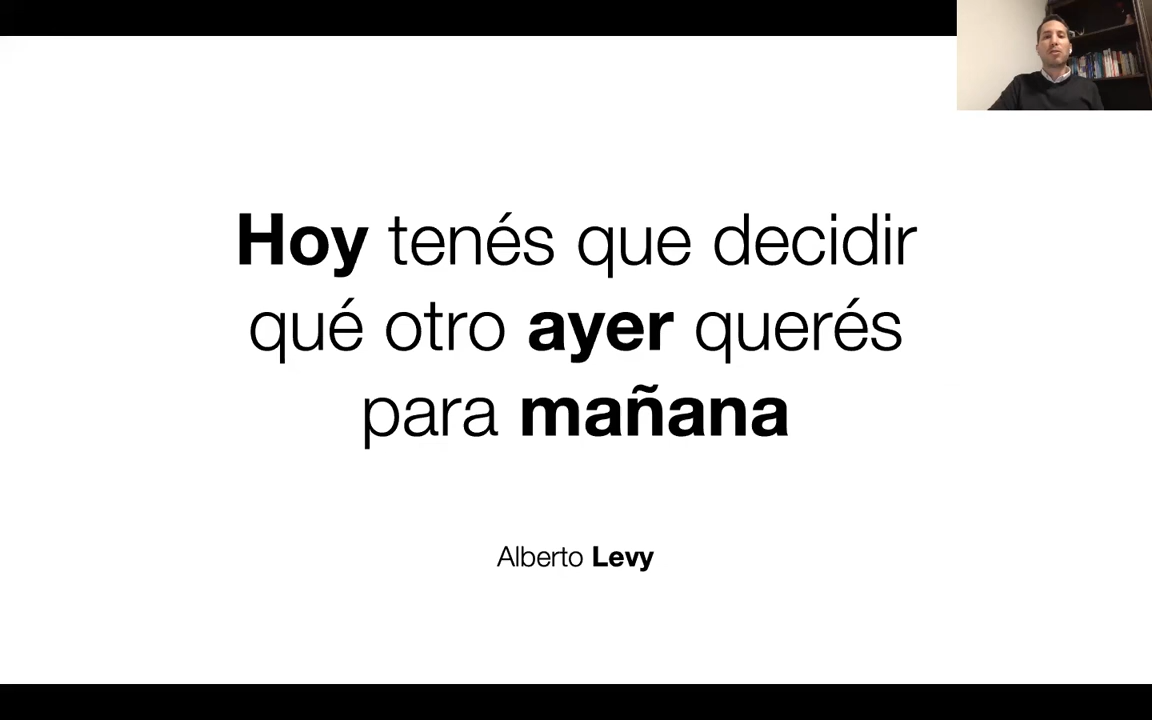 Hoy tenés que decidir
qué otro ayer querés
para mañana
Alberto Levy